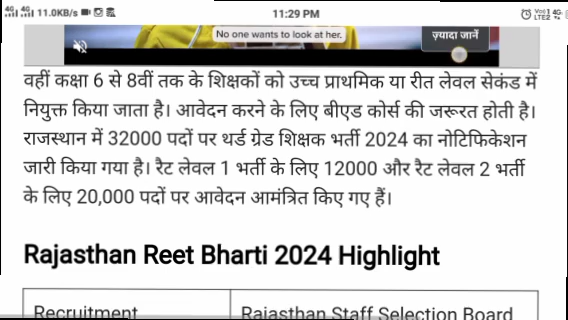 11.0KB/s
11:29 PM
No one wants to look at her.
ज़्यादा जानें
वहीं कक्षा 6 से 8वीं तक के शिक्षकों को उच्च प्राथमिक या रीत लेवल सेकंड में
नियुक्त किया जाता है। आवेदन करने के लिए बीएड कोर्स की जरूरत होती है।
राजस्थान में 32000 पदों पर थर्ड ग्रेड शिक्षक भर्ती 2024 का नोटिफिकेशन
जारी किया गया है। रैट लेवल 1 भर्ती के लिए 12000 और रैट लेवल 2 भर्ती
के लिए 20,000 पदों पर आवेदन आमंत्रित किए गए हैं।
Rajasthan Reet Bharti 2024 Highlight
Recruitment
Rajasthan Staff Selection Board